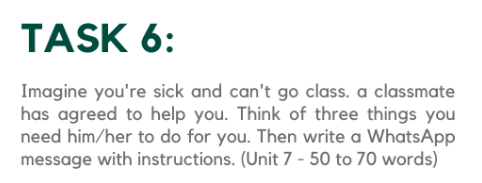 TASK 6:
Imagine you're sick and can't go class. a classmate
has agreed to help you. Think of three things you
need him/her to do for you. Then write a WhatsApp
message with instructions. (Unit 7 - 50 to 70 words)